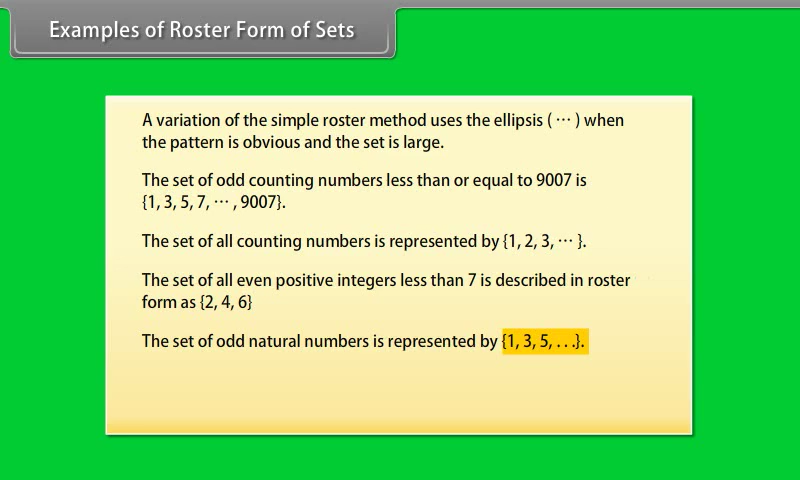 Examples of Roster Form of Sets
A variation of the simple roster method uses the ellipsis ( ⋯ ) when
the pattern is obvious and the set is large.
The set of odd counting numbers less than or equal to 9007 is
{1, 3, 5, 7, ⋯ , 9007}.
The set of all counting numbers is represented by {1, 2, 3, ⋯ }.
The set of all even positive integers less than 7 is described in roster
form as {2, 4, 6}
The set of odd natural numbers is represented by {1, 3, 5, . . .}.